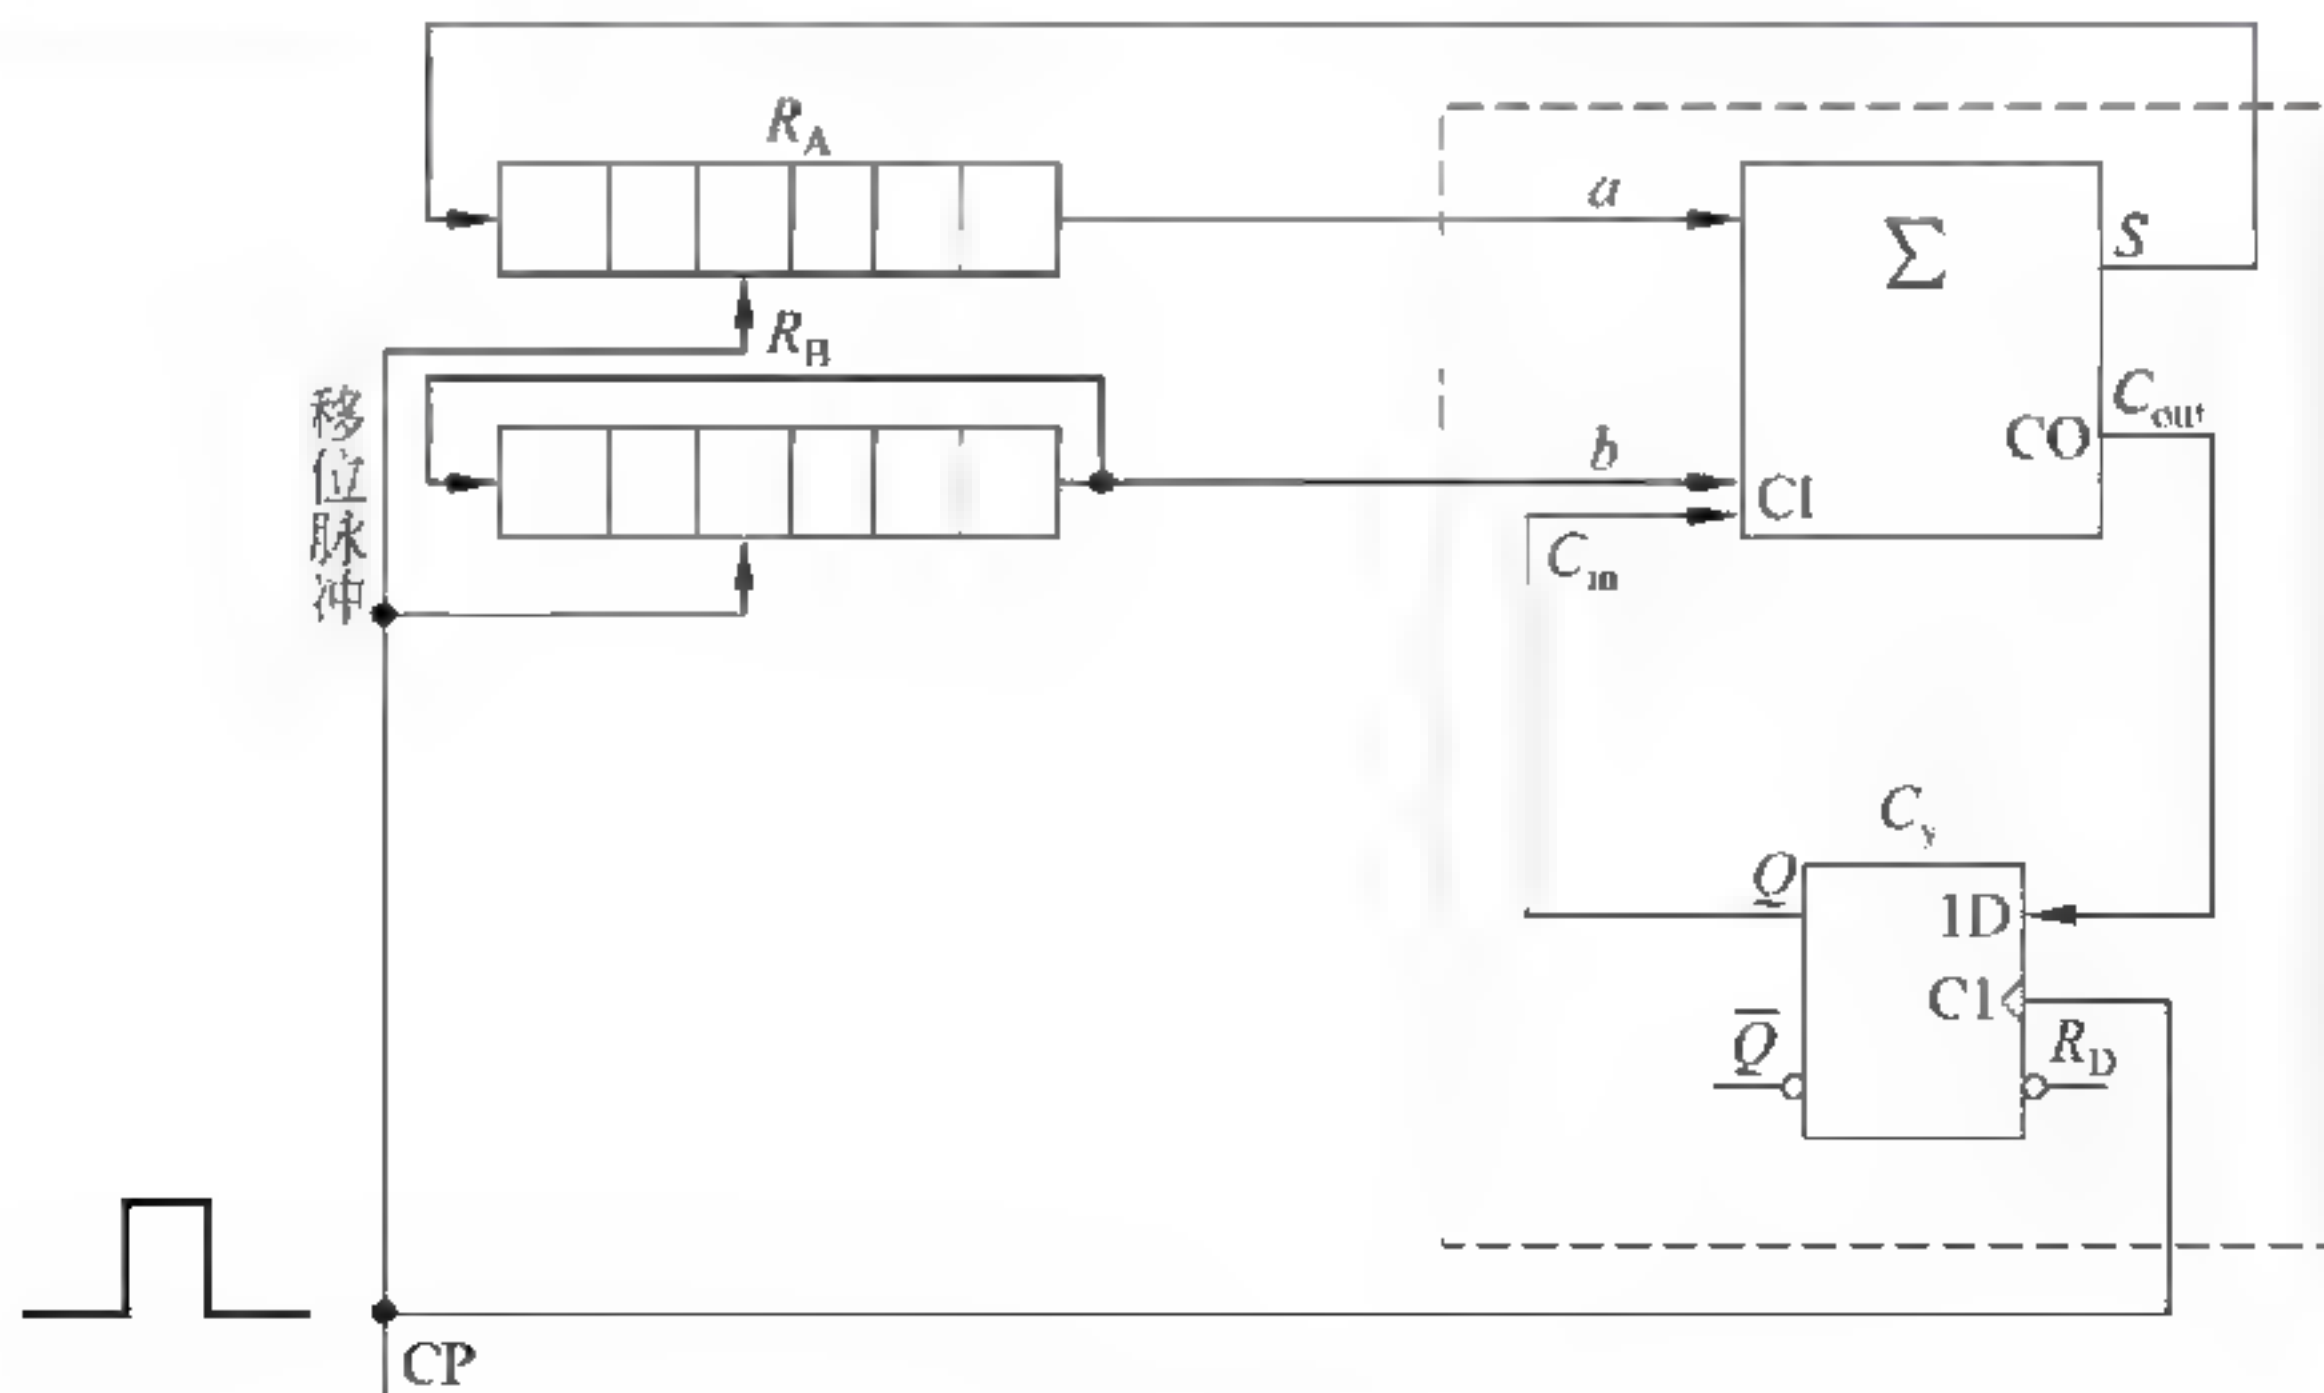 R_A
a
Σ
S
R_B
移位脉冲
b
CI
CO
C_out
C_in
C_y
Q
1D
C1
Q̅
R_D
CP